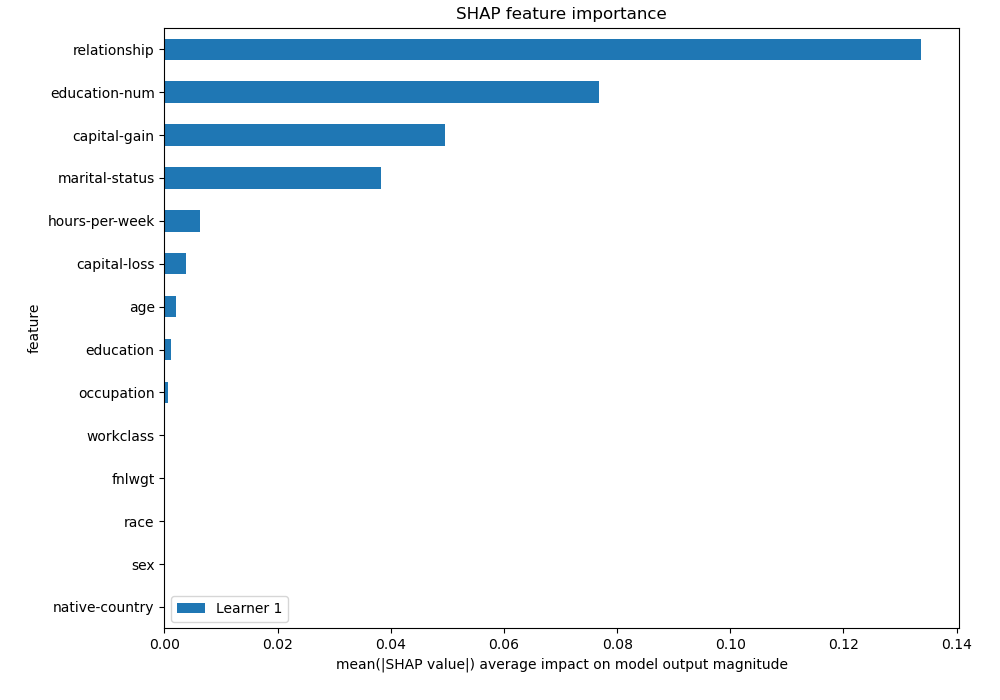 SHAP feature importance
relationship
education-num
capital-gain
marital-status
hours-per-week
capital-loss
age
education
occupation
workclass
fnlwgt
race
sex
native-country
feature
Learner 1
0.00 0.02 0.04 0.06 0.08 0.10 0.12 0.14
mean(|SHAP value|) average impact on model output magnitude